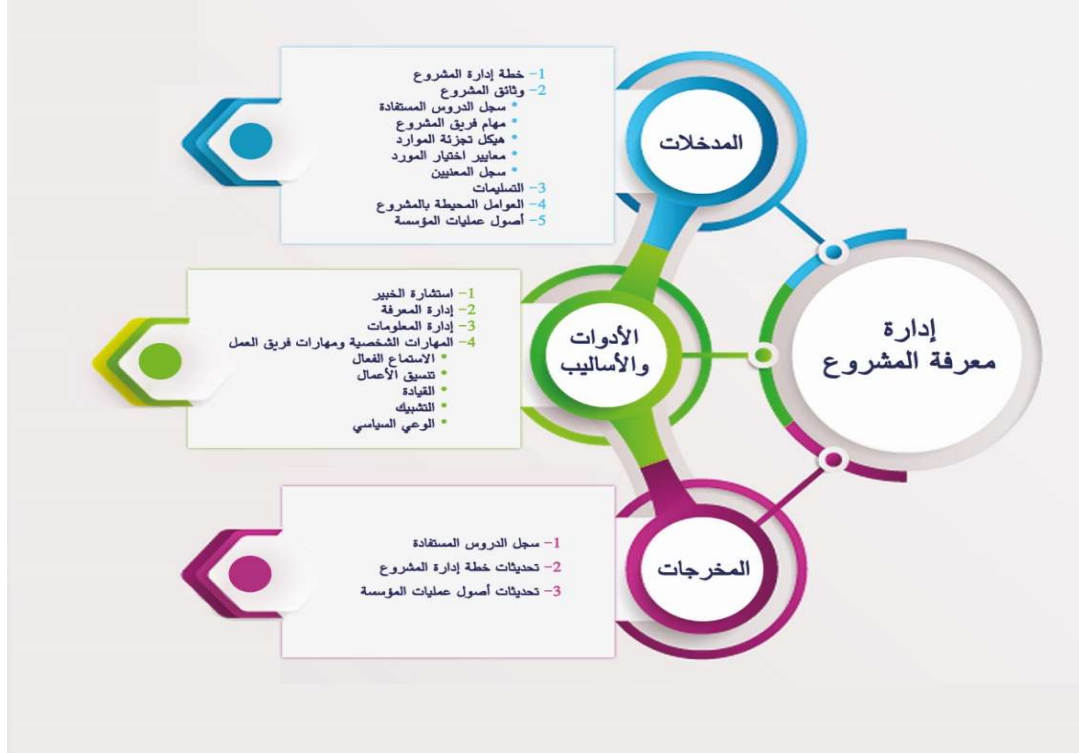 إدارة
معرفة المشروع
المدخلات
1- خطة إدارة المشروع
2- وثائق المشروع
• سجل الدروس المستفادة
• مهام فريق المشروع
• هيكل تجزئة الموارد
• معايير اختيار المورد
• سجل المعنيين
3- التسليمات
4- العوامل المحيطة بالمشروع
5- أصول عمليات المؤسسة
الأدوات
والأساليب
1- استشارة الخبير
2- إدارة المعرفة
3- إدارة المعلومات
4- المهارات الشخصية ومهارات فريق العمل
• الاستماع الفعال
• تنسيق الأعمال
• القيادة
• التشبيك
• الوعي السياسي
المخرجات
1- سجل الدروس المستفادة
2- تحديثات خطة إدارة المشروع
3- تحديثات أصول عمليات المؤسسة